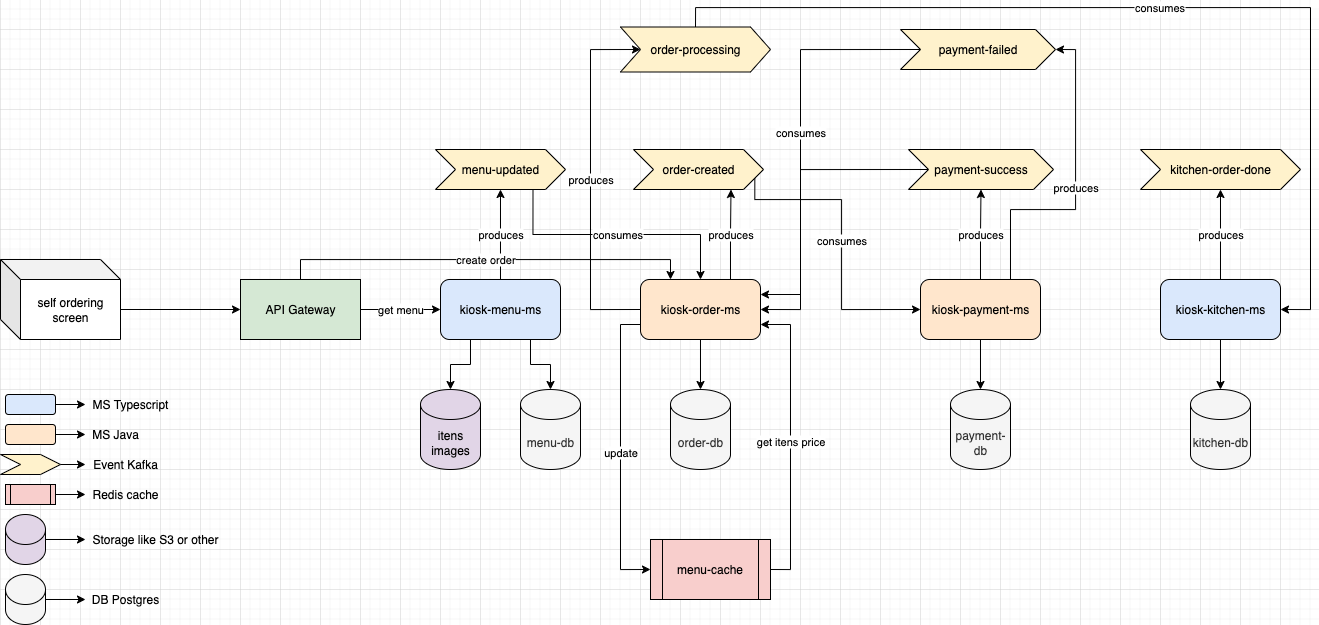 consumes
order-processing
payment-failed
consumes
menu-updated
order-created
payment-success
kitchen-order-done
produces
produces
produces
consumes
produces
consumes
produces
produces
create order
self ordering
screen
API Gateway
get menu
kiosk-menu-ms
kiosk-order-ms
kiosk-payment-ms
kiosk-kitchen-ms
MS Typescript
MS Java
Event Kafka
Redis cache
Storage like S3 or other
DB Postgres
itens
images
menu-db
order-db
get itens price
payment-
db
kitchen-db
update
menu-cache